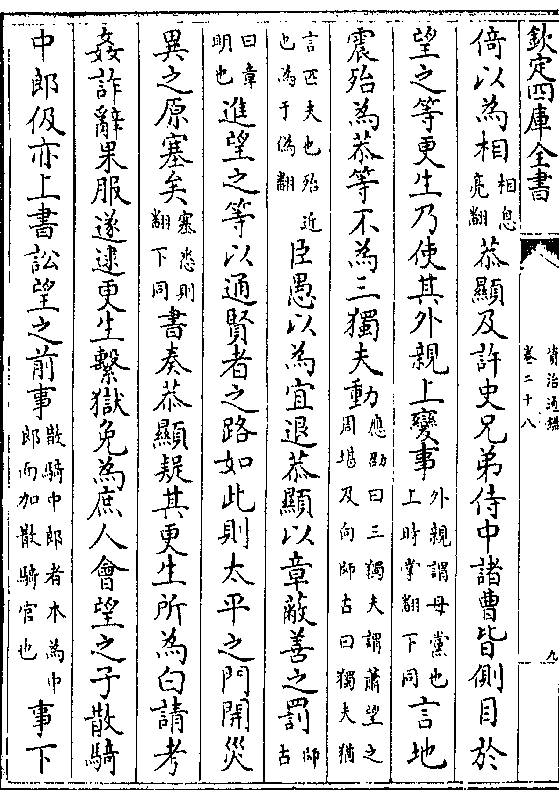 欽定四庫全書
資治通鑑
卷二十八
九
倚以為相相息亮翻恭顯及許史兄弟侍中諸曹皆側目於
望之等更生乃使其外親上變事外親謂母黨也上時掌翻下同言地
震殆為恭等不為三獨夫動應劭曰三獨夫謂蕭望之周堪及向師古曰獨夫猶
言匹夫也殆近也為于偽翻臣愚以為宜退恭顯以章蔽善之罰師古
曰章明也進望之等以通賢者之路如此則太平之門開災
異之原塞矣塞悉則翻下同書奏恭顯疑其更生所為白請考
姦詐辭果服遂逮更生繫獄免為庶人會望之子散騎
中郎伋亦上書訟望之前事散騎中郎者本為中郎而加散騎官也事下